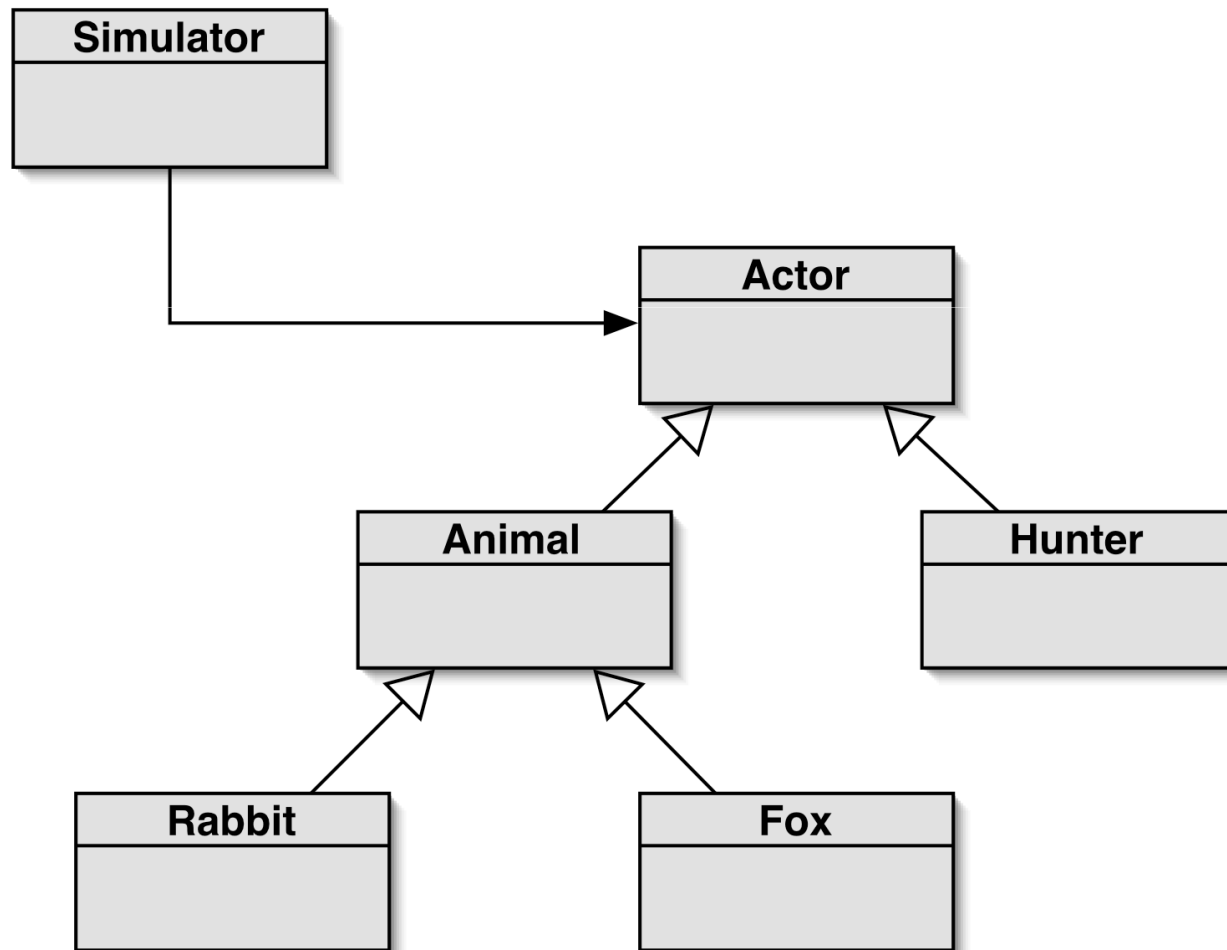 Simulator
Actor
Animal
Hunter
Rabbit
Fox